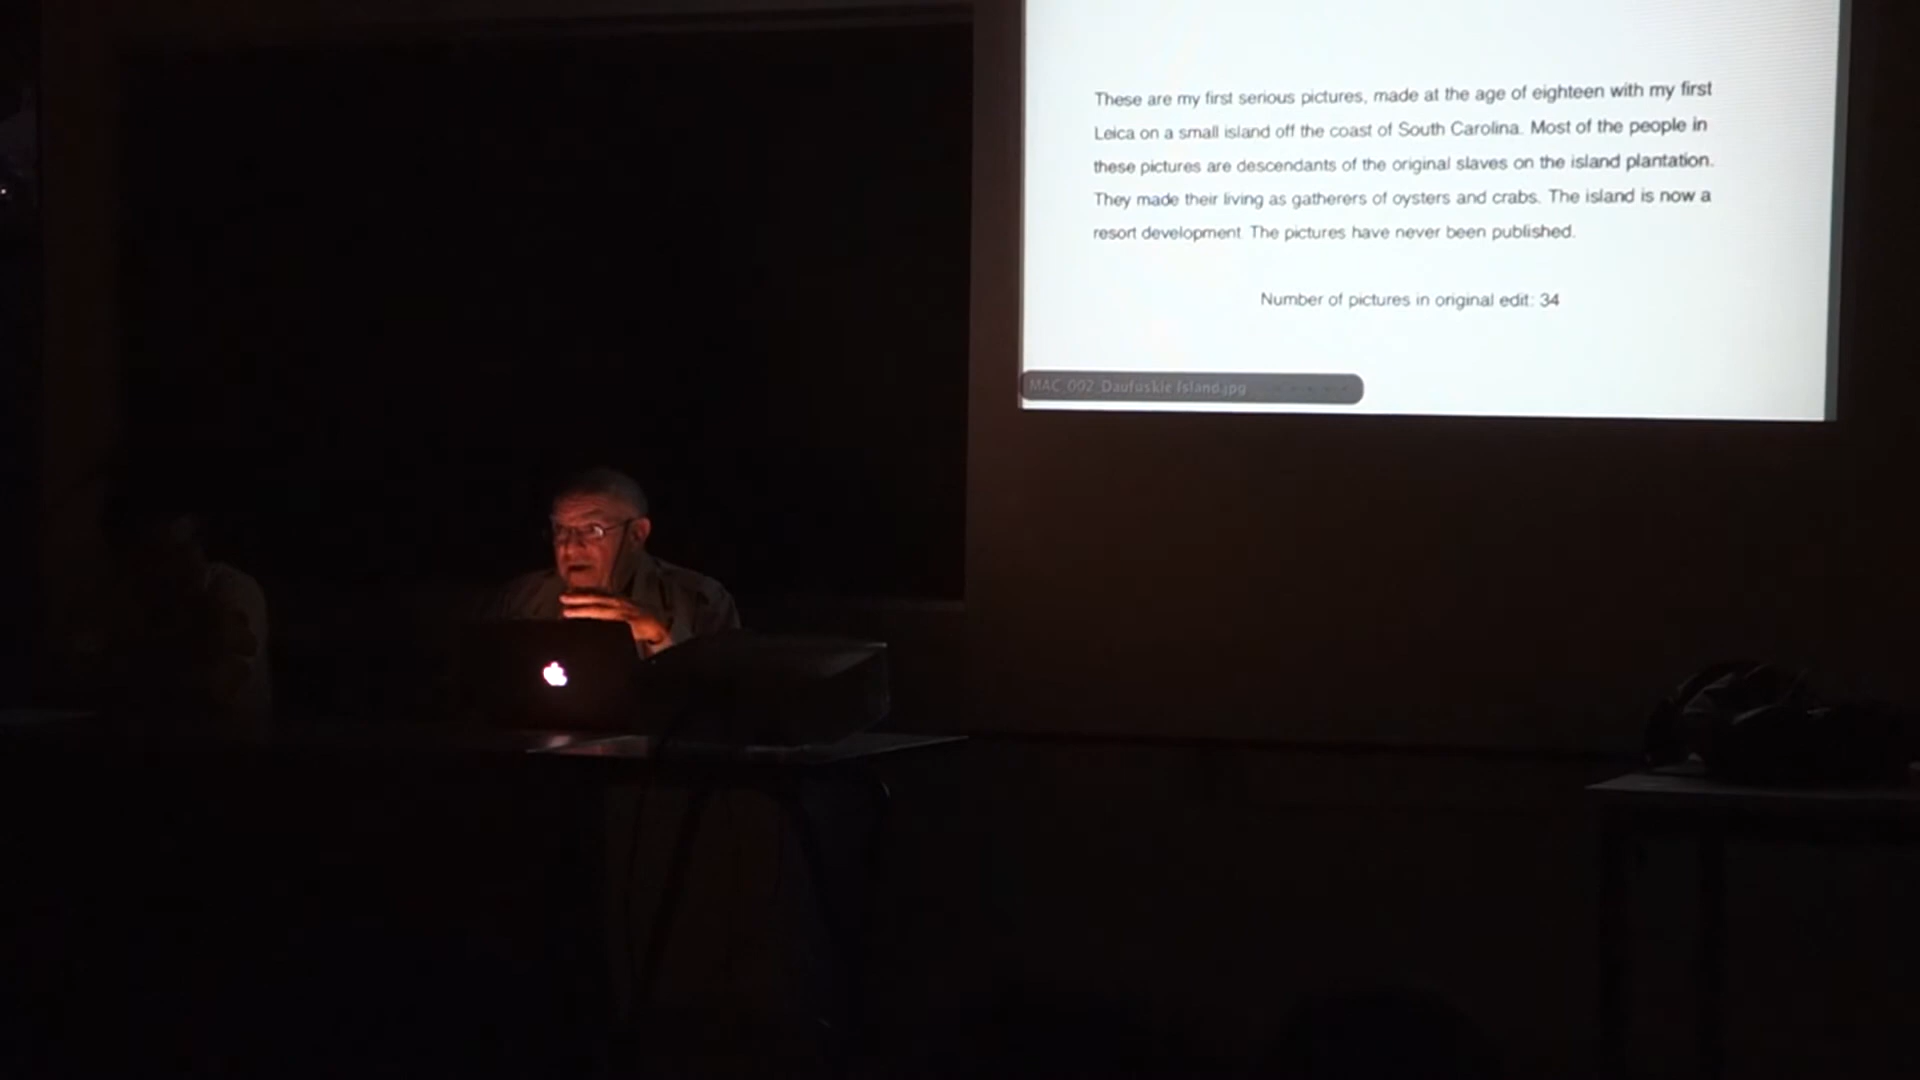 These are my first serious pictures, made at the age of eighteen with my first
Leica on a small island off the coast of South Carolina. Most of the people in
these pictures are descendants of the original slaves on the island plantation.
They made their living as gatherers of oysters and crabs. The island is now a
resort development. The pictures have never been published.
Number of pictures in original edit: 34
MAC_002_Daufuskie Island.jpg